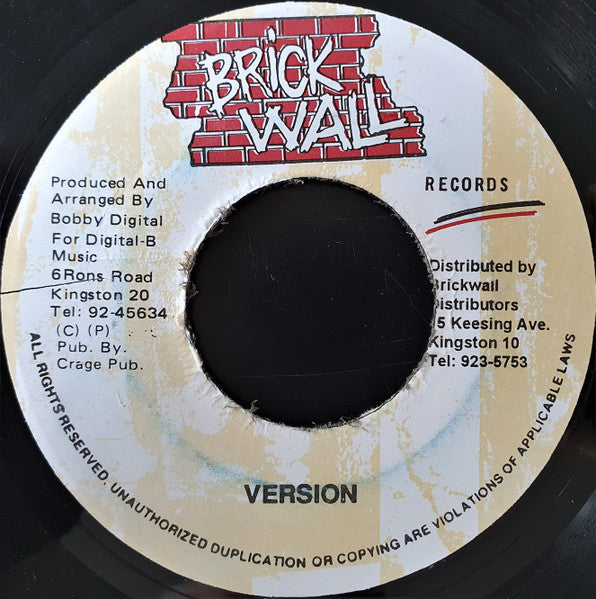 BRICK
WALL
RECORDS
Produced And
Arranged By
Bobby Digital
For Digital-B
Music
6Rons Road
Kingston 20
Tel: 92-45634
(C) (P)
Pub. By.
Crage Pub.
Distributed by
Brickwall
Distributors
5 Keesing Ave.
Kingston 10
Tel: 923-5753
VERSION
ALL RIGHTS RESERVED. UNAUTHORIZED DUPLICATION OR COPYING ARE VIOLATIONS OF APPLICABLE LAWS